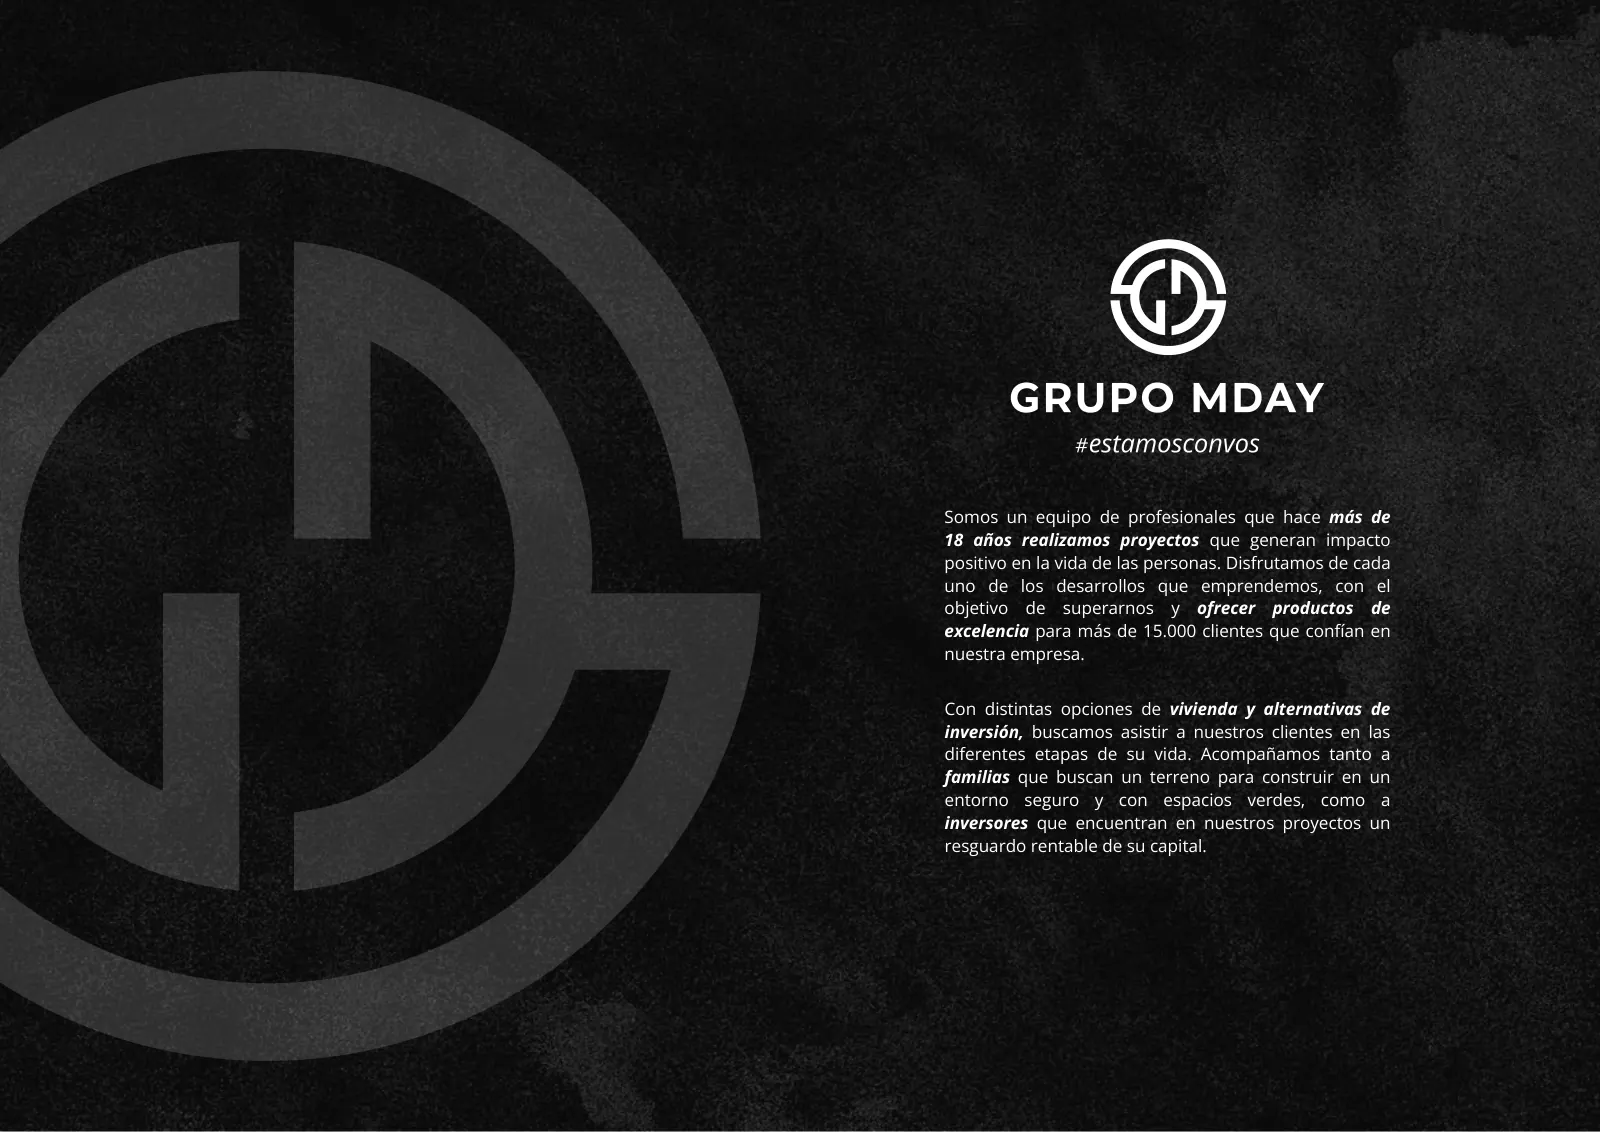 GRUPO MDAY
#estamosconvos
Somos un equipo de profesionales que hace más de
18 años realizamos proyectos que generan impacto
positivo en la vida de las personas. Disfrutamos de cada
uno de los desarrollos que emprendemos, con el
objetivo de superarnos y ofrecer productos de
excelencia para más de 15.000 clientes que confían en
nuestra empresa.
Con distintas opciones de vivienda y alternativas de
inversión, buscamos asistir a nuestros clientes en las
diferentes etapas de su vida. Acompañamos tanto a
familias que buscan un terreno para construir en un
entorno seguro y con espacios verdes, como a
inversores que encuentran en nuestros proyectos un
resguardo rentable de su capital.